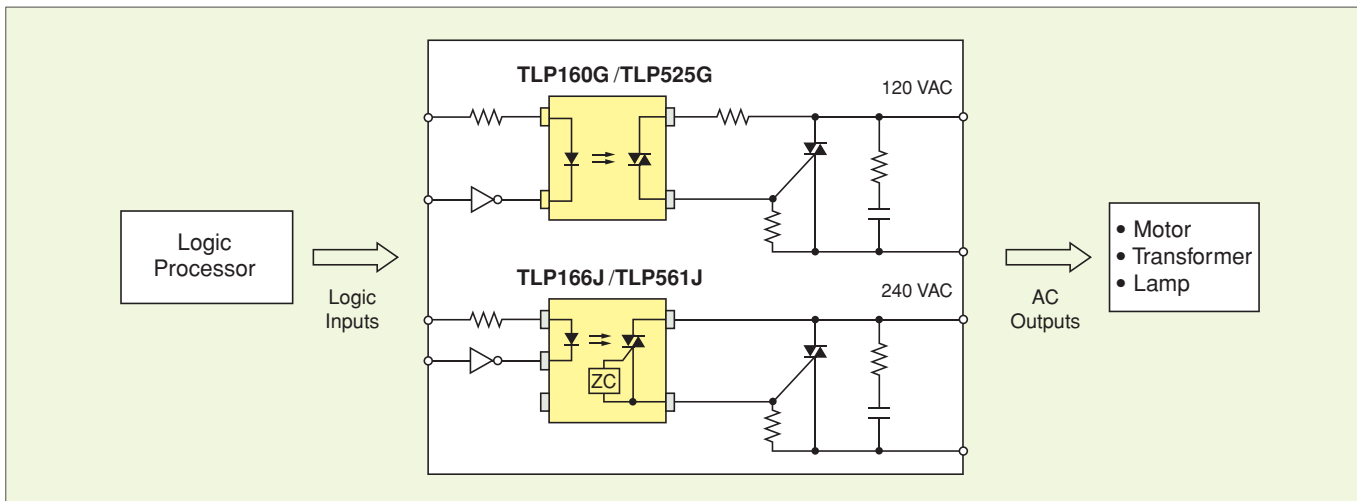 TLP160G /TLP525G
120 VAC
Logic
Processor
Logic
Inputs
TLP166J /TLP561J
240 VAC
ZC
AC
Outputs
• Motor
• Transformer
• Lamp